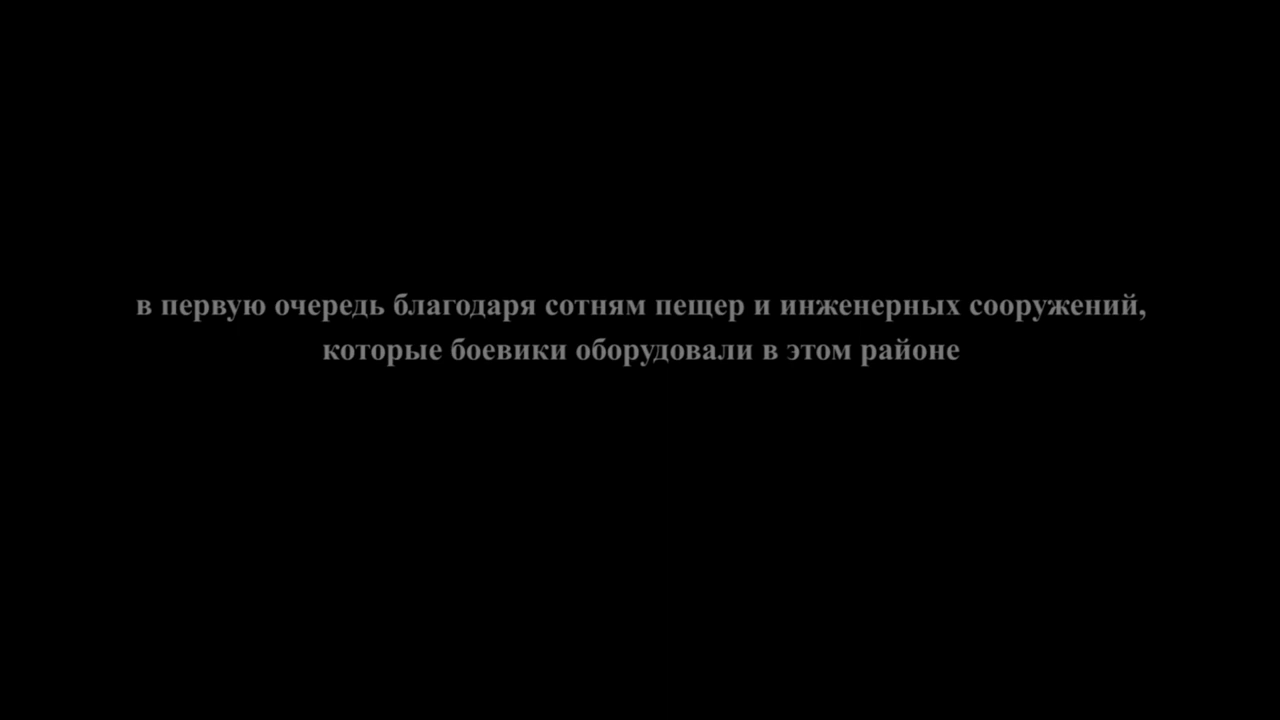 в первую очередь благодаря сотням пещер и инженерных сооружений,
которые боевики оборудовали в этом районе